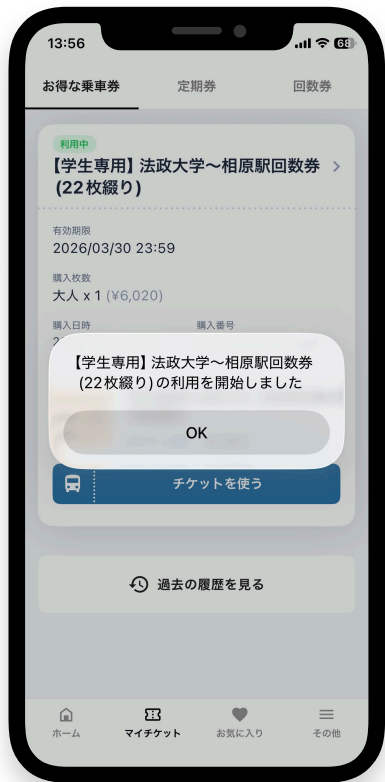 13:56
68
お得な乗車券
定期券
回数券
利用中
【学生専用】法政大学〜相原駅回数券
(22枚綴り)
有効期限
2026/03/30 23:59
購入枚数
大人 x 1 (¥6,020)
購入日時
購入番号
【学生専用】法政大学〜相原駅回数券
(22枚綴り)の利用を開始しました
OK
チケットを使う
過去の履歴を見る
ホーム
マイチケット
お気に入り
その他